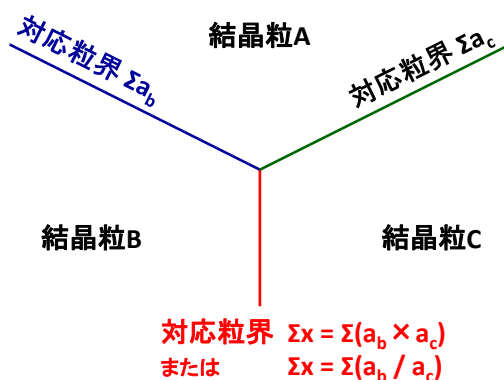 結晶粒A
対応粒界 Σa_b
対応粒界 Σa_c
結晶粒B
結晶粒C
対応粒界 Σx = Σ(a_b × a_c)
または Σx = Σ(a_b / a_c)